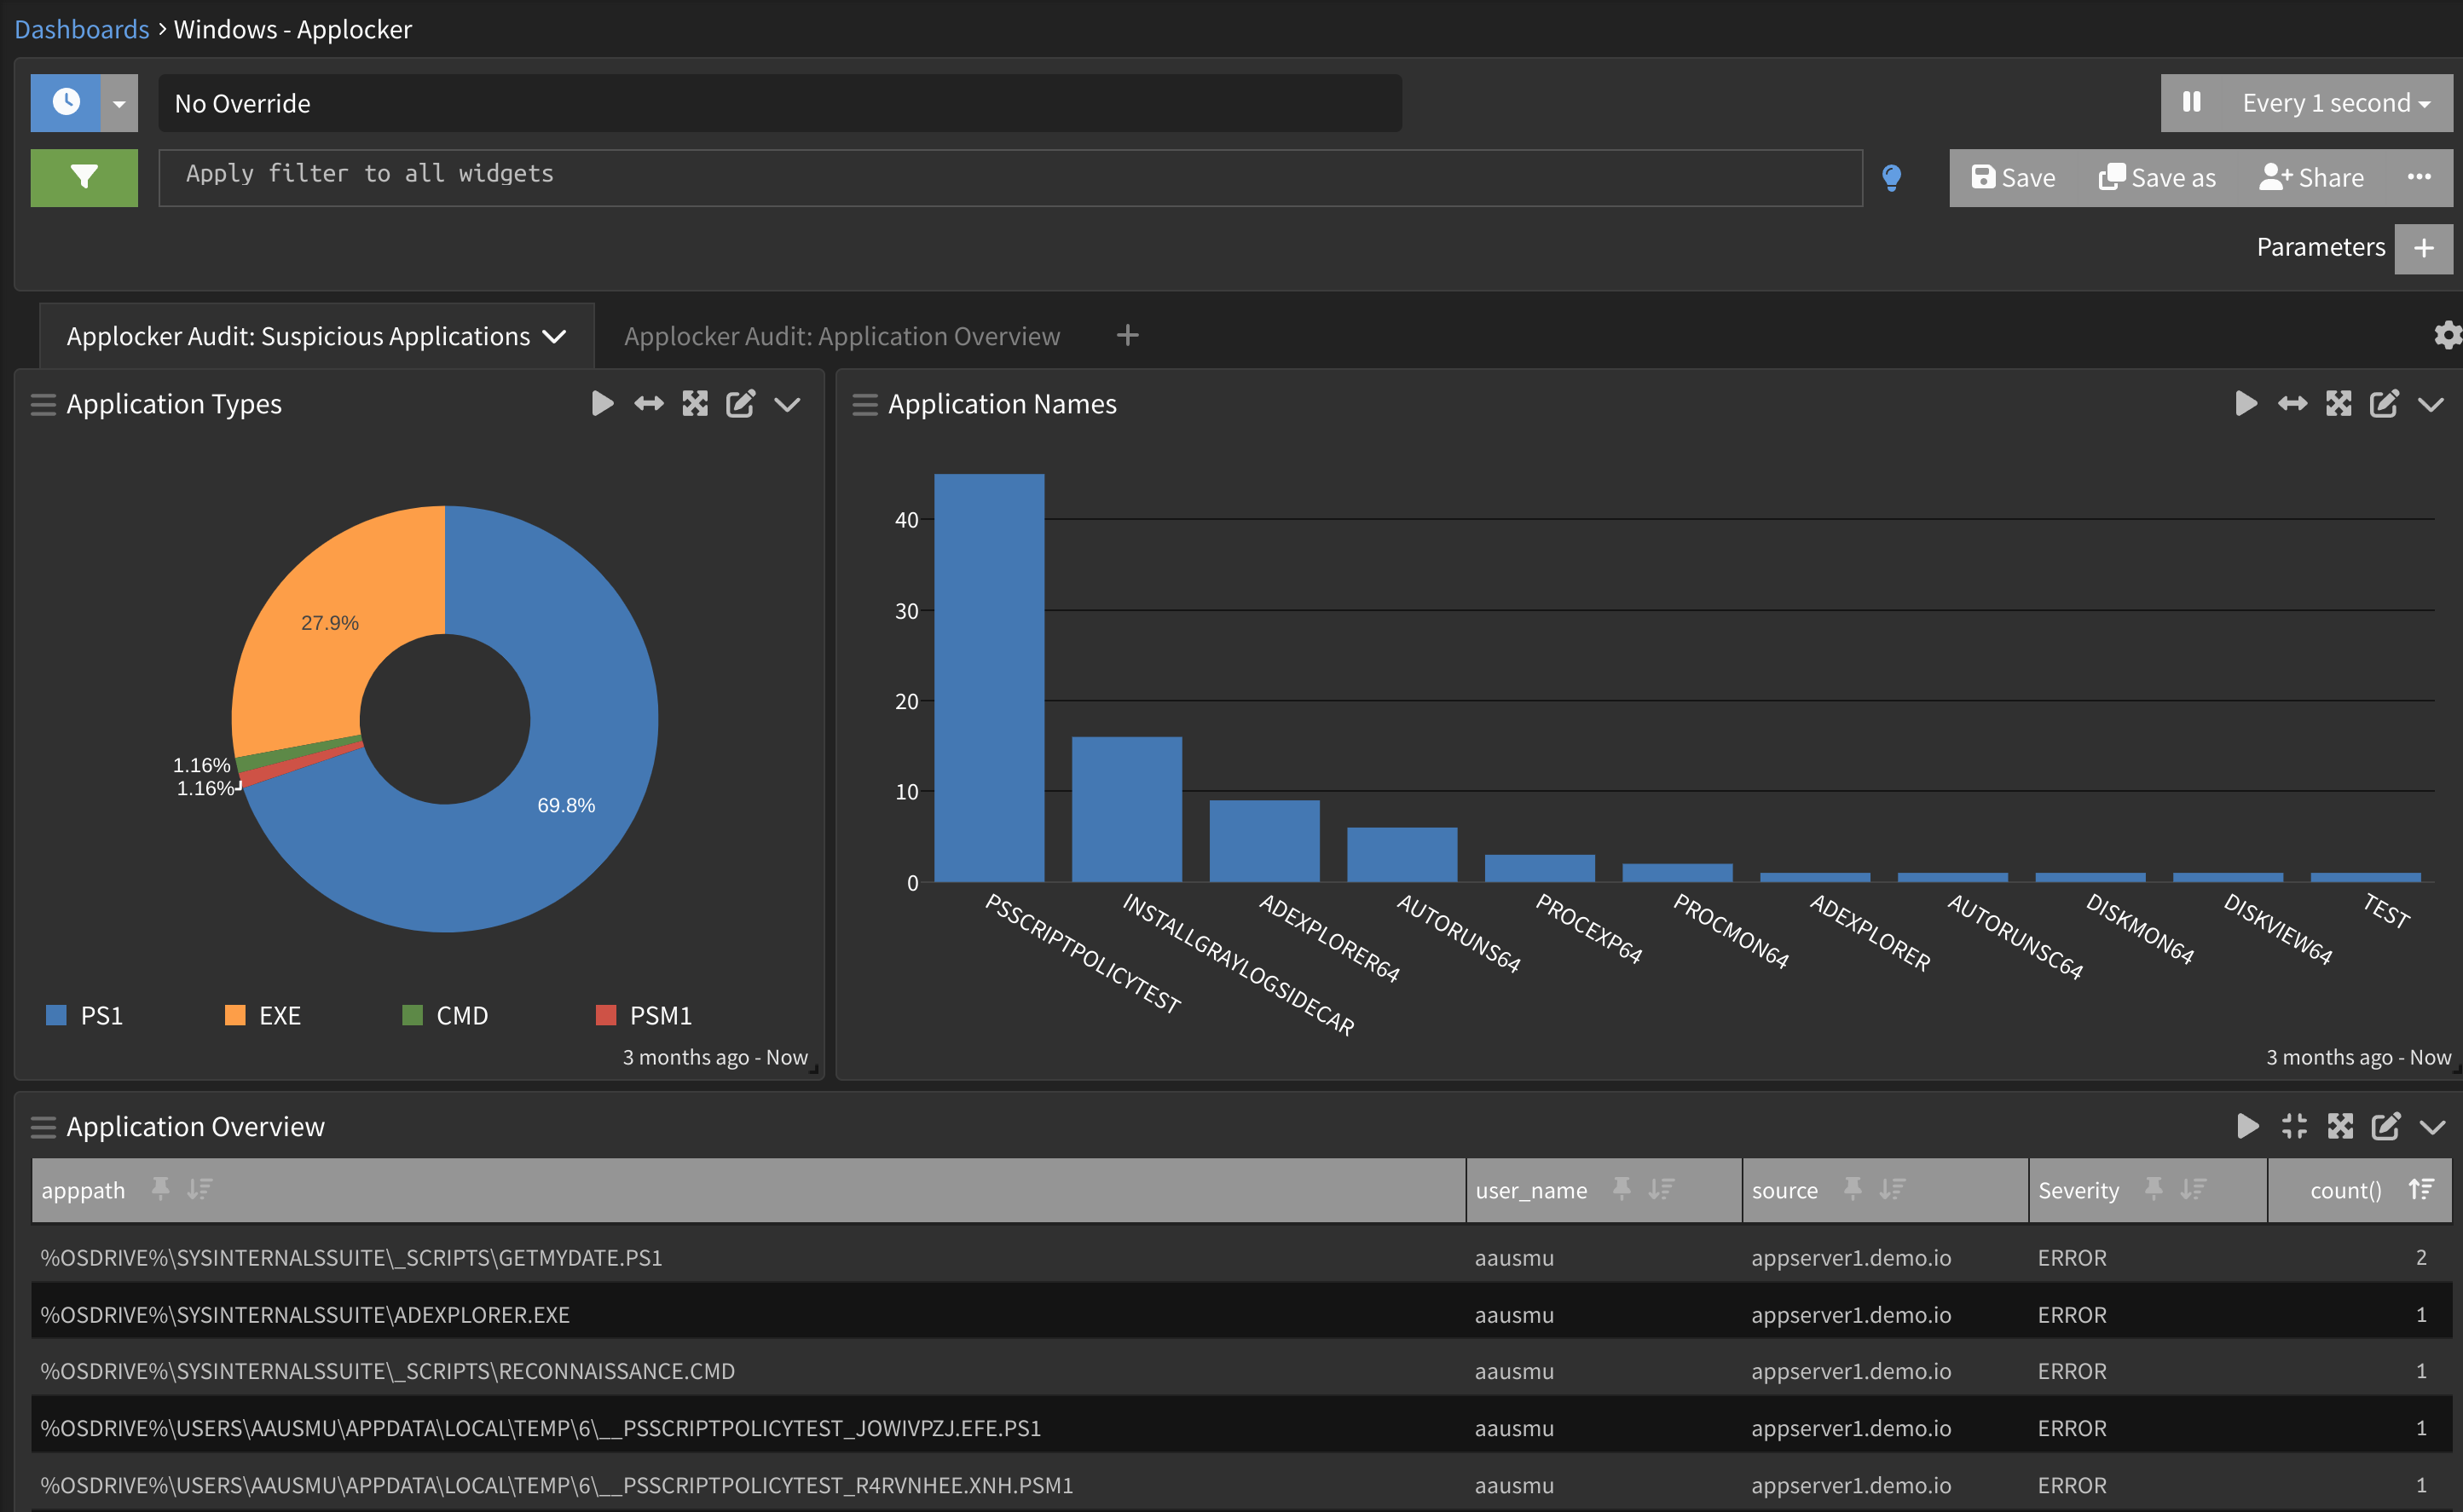 Dashboards > Windows - Applocker
No Override
Every 1 second
Apply filter to all widgets
Save
Save as
Share
Parameters
Applocker Audit: Suspicious Applications
Applocker Audit: Application Overview
Application Types
27.9%
1.16%
1.16%
69.8%
PS1
EXE
CMD
PSM1
3 months ago - Now
Application Names
40
30
20
10
0
PSSCRIPTPOLICYTEST
INSTALLGRAYLOGSIDECAR
ADEXPLORER64
AUTORUNS64
PROCEXP64
PROCMON64
ADEXPLORER
AUTORUNSC64
DISKMON64
DISKVIEW64
TEST
3 months ago - Now
Application Overview
apppath user_name source Severity count()
%OSDRIVE%\SYSINTERNALSSUITE\_SCRIPTS\GETMYDATE.PS1 aausmu appserver1.demo.io ERROR 2
%OSDRIVE%\SYSINTERNALSSUITE\ADEXPLORER.EXE aausmu appserver1.demo.io ERROR 1
%OSDRIVE%\SYSINTERNALSSUITE\_SCRIPTS\RECONNAISSANCE.CMD aausmu appserver1.demo.io ERROR 1
%OSDRIVE%\USERS\AAUSMU\APPDATA\LOCAL\TEMP\6\__PSSCRIPTPOLICYTEST_JOWIVPZJ.EFE.PS1 aausmu appserver1.demo.io ERROR 1
%OSDRIVE%\USERS\AAUSMU\APPDATA\LOCAL\TEMP\6\__PSSCRIPTPOLICYTEST_R4RVNHEE.XNH.PSM1 aausmu appserver1.demo.io ERROR 1